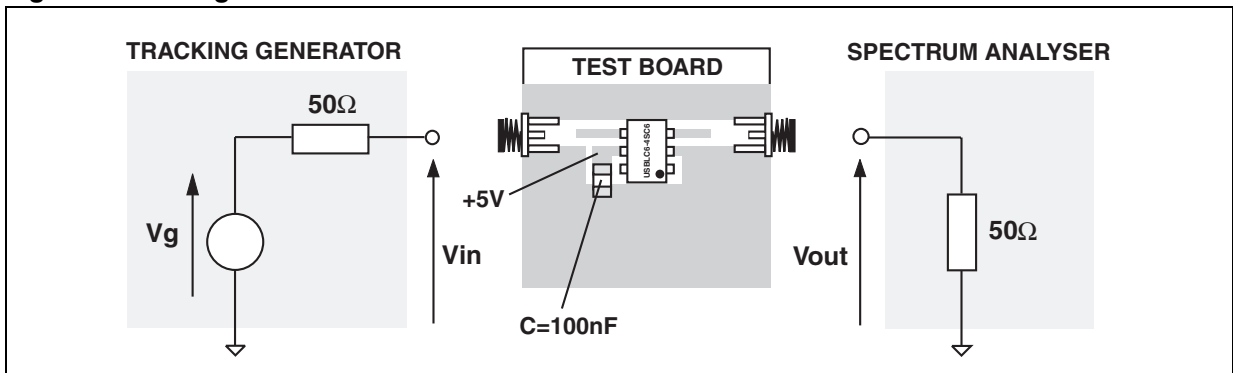 TRACKING GENERATOR
TEST BOARD
SPECTRUM ANALYSER
50Ω
USBLC6-4SC6
+5V
Vg
Vin
Vout
50Ω
C=100nF